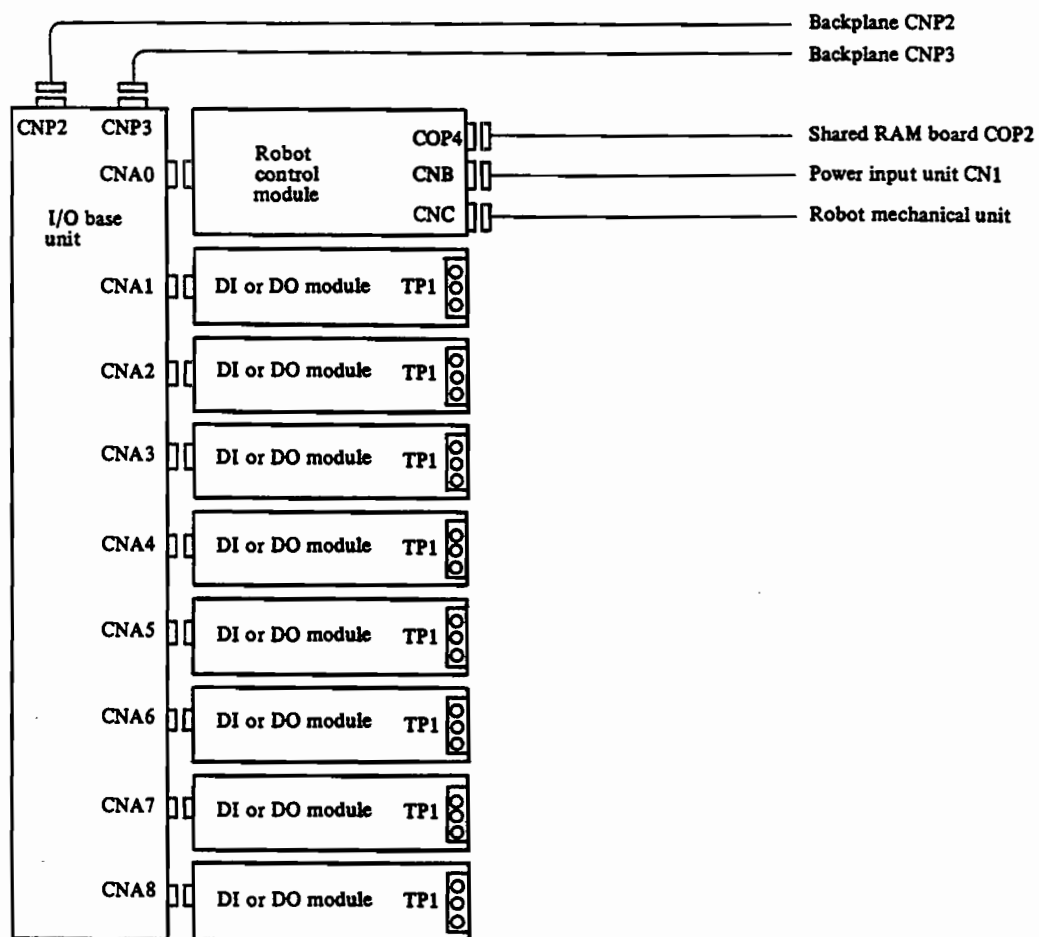 Backplane CNP2
Backplane CNP3
CNP2 CNP3
COP4
Shared RAM board COP2
Robot
control
module
CNA0
CNB
Power input unit CN1
CNC
Robot mechanical unit
I/O base
unit
CNA1
DI or DO module
TP1
CNA2
DI or DO module
TP1
CNA3
DI or DO module
TP1
CNA4
DI or DO module
TP1
CNA5
DI or DO module
TP1
CNA6
DI or DO module
TP1
CNA7
DI or DO module
TP1
CNA8
DI or DO module
TP1